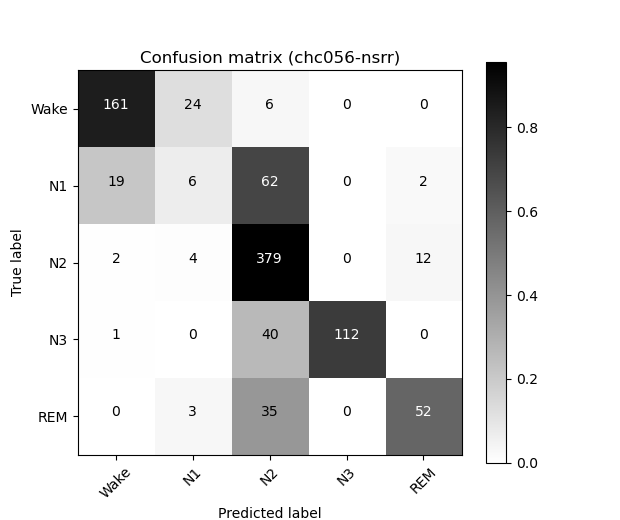 Confusion matrix (chc056-nsrr)
Wake 161 24 6 0 0
N1 19 6 62 0 2
N2 2 4 379 0 12
N3 1 0 40 112 0
REM 0 3 35 0 52
Wake N1 N2 N3 REM
Predicted label
True label
0.8
0.6
0.4
0.2
0.0